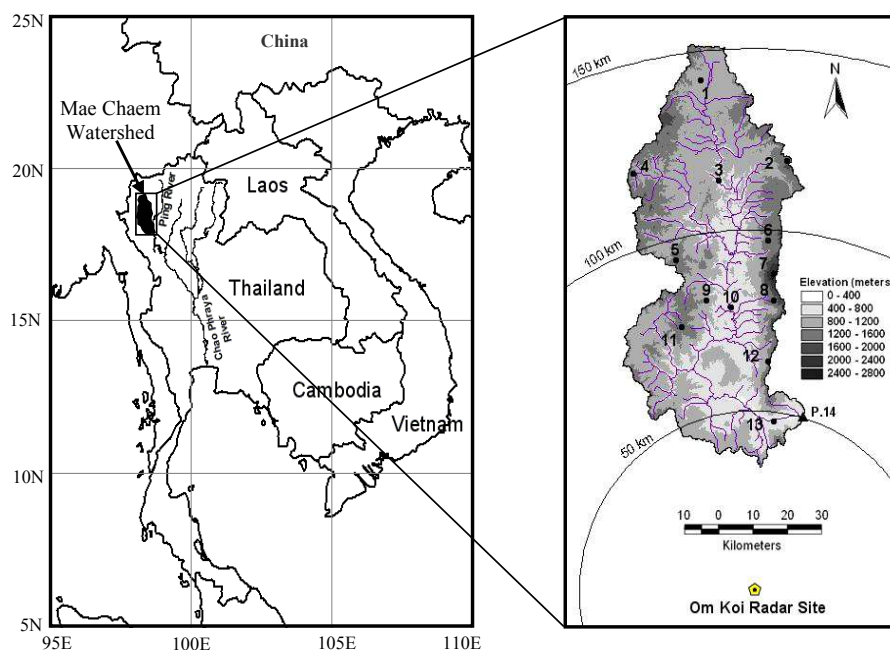 25N
20N
15N
10N
5N
95E
100E
105E
110E
China
Mae Chaem
Watershed
Laos
Ping River
Thailand
Chao Phraya
River
Cambodia
Vietnam
150 km
N
1
2
3
4
100 km
5
6
7
8
9
10
11
12
13
P.14
Elevation (meters
0 - 400
400 - 800
800 - 1200
1200 - 1600
1600 - 2000
2000 - 2400
2400 - 2800
50 km
10 0 10 20 30
Kilometers
Om Koi Radar Site